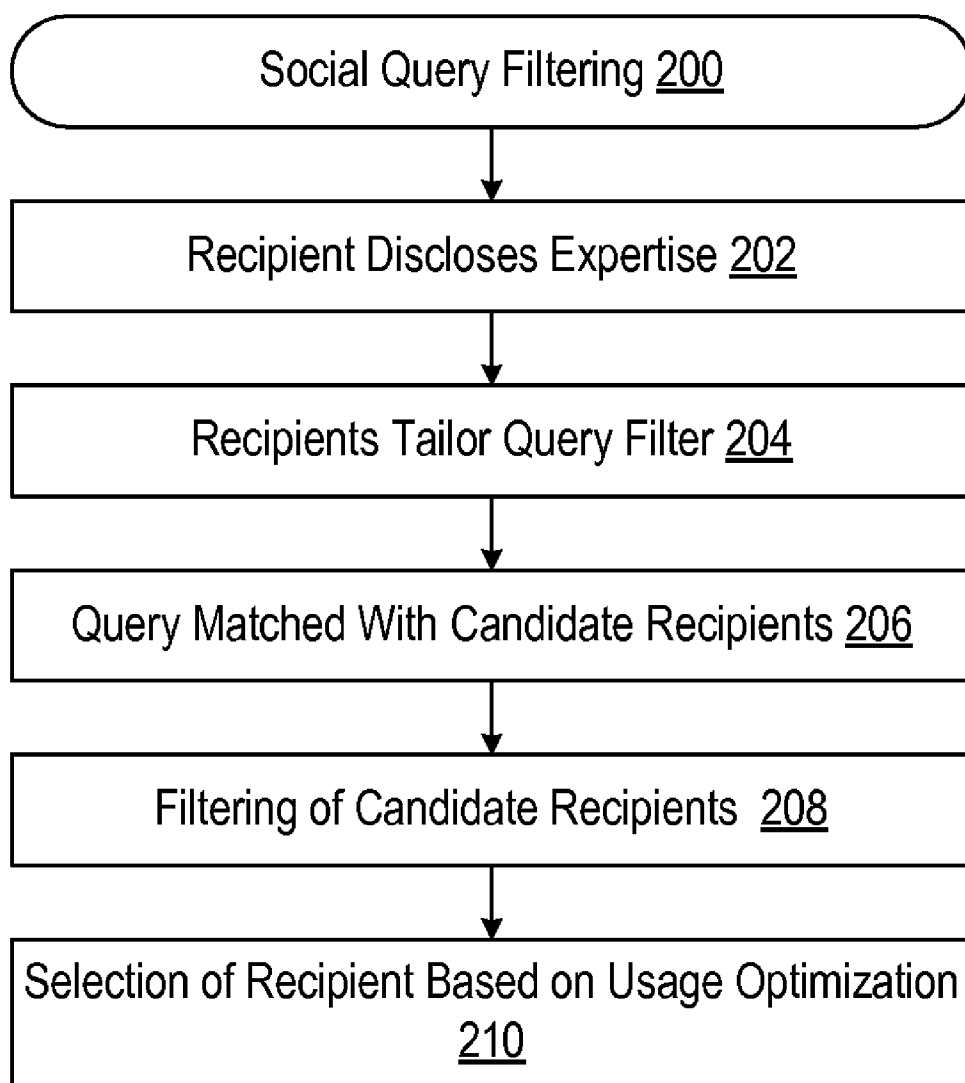 Social Query Filtering 200
Recipient Discloses Expertise 202
Recipients Tailor Query Filter 204
Query Matched With Candidate Recipients 206
Filtering of Candidate Recipients 208
Selection of Recipient Based on Usage Optimization
210